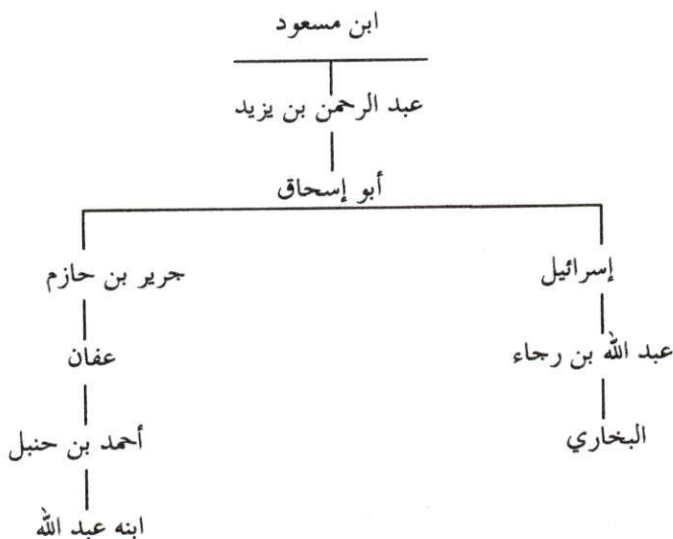 ابن مسعود
عبد الرحمن بن يزيد
أبو إسحاق
إسرائيل
جرير بن حازم
عبد الله بن رجاء
عفان
البخاري
أحمد بن حنبل
ابنه عبد الله